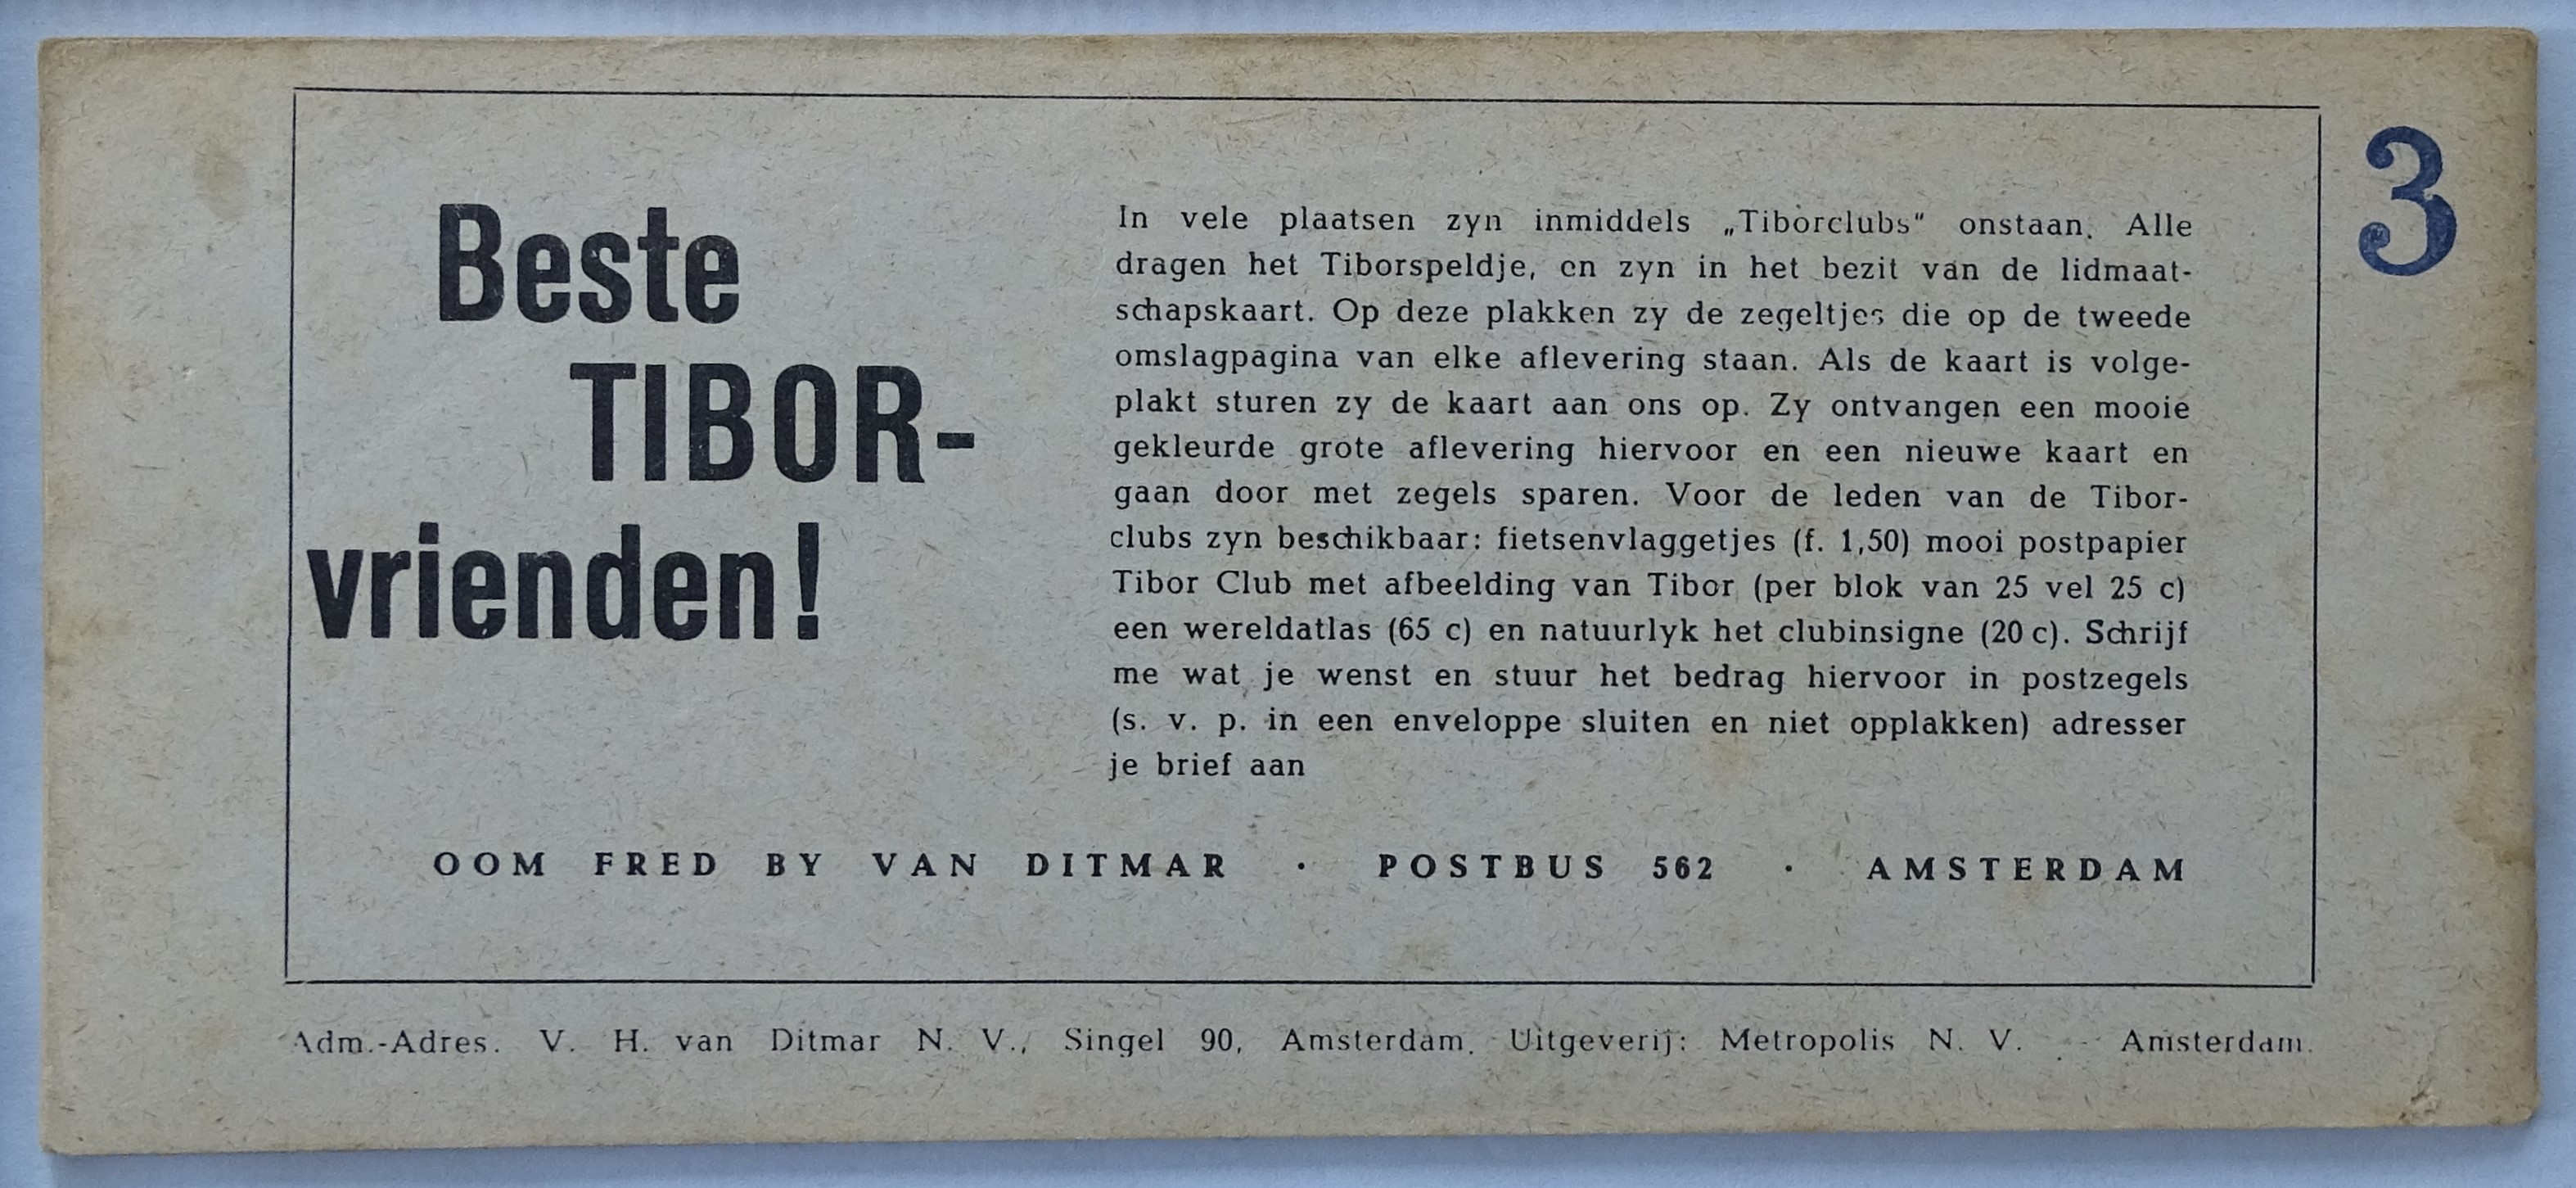 Beste
TIBOR-
vrienden!
In vele plaatsen zyn inmiddels „Tiborclubs“ onstaan. Alle
dragen het Tiborspeldje, en zyn in het bezit van de lidmaat-
schapskaart. Op deze plakken zy de zegeltjes die op de tweede
omslagpagina van elke aflevering staan. Als de kaart is volge-
plakt sturen zy de kaart aan ons op. Zy ontvangen een mooie
gekleurde grote aflevering hiervoor en een nieuwe kaart en
gaan door met zegels sparen. Voor de leden van de Tibor-
clubs zyn beschikbaar: fietsenvlaggetjes (f. 1,50) mooi postpapier
Tibor Club met afbeelding van Tibor (per blok van 25 vel 25 c)
een wereldatlas (65 c) en natuurlyk het clubinsigne (20 c). Schrijf
me wat je wenst en stuur het bedrag hiervoor in postzegels
(s. v. p. in een enveloppe sluiten en niet opplakken) adresser
je brief aan
OOM FRED BY VAN DITMAR · POSTBUS 562 · AMSTERDAM
Adm.-Adres. V. H. van Ditmar N. V., Singel 90, Amsterdam. Uitgeverij: Metropolis N. V. - Amsterdam.
3